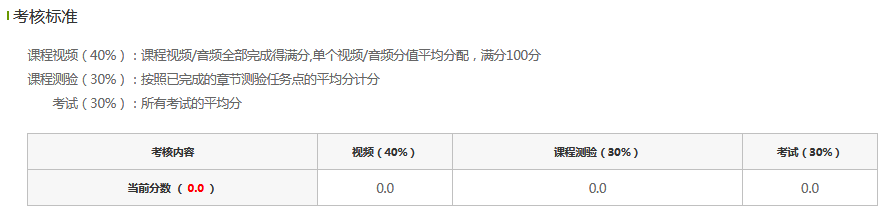 考核标准
课程视频（40%）：课程视频/音频全部完成得满分,单个视频/音频分值平均分配，满分100分
课程测验（30%）：按照已完成的章节测验任务点的平均分计分
考试（30%）：所有考试的平均分
考核内容 视频（40%） 课程测验（30%） 考试（30%）
当前分数（ 0.0 ） 0.0 0.0 0.0